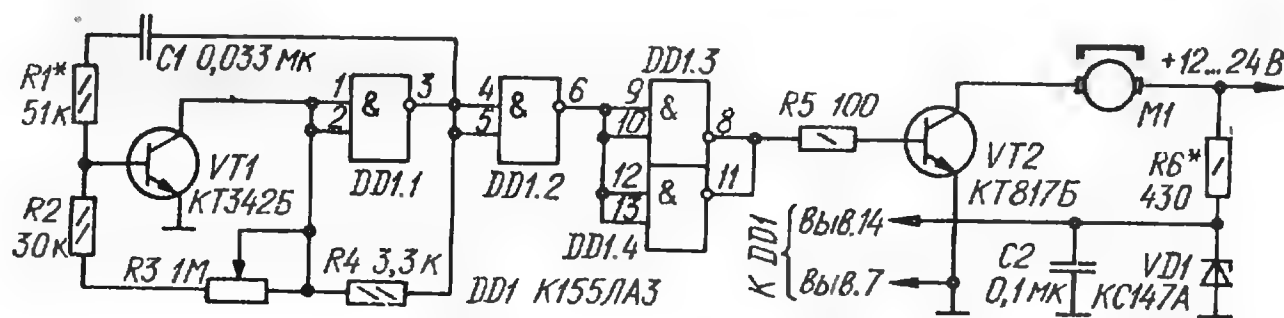 C1 0,033 мк
R1*
51к
VT1
КТ342Б
R2
30к
R3 1М
R4 3,3 к
1
2
&
3
DD1.1
4
5
&
6
DD1.2
DD1.3
9
10
&
8
12
13
&
11
DD1.4
DD1 К155ЛА3
R5 100
VT2
КТ817Б
M1
+12...24 В
R6*
430
К DD1
Выв.14
Выв.7
C2
0,1 мк
VD1
КС147А